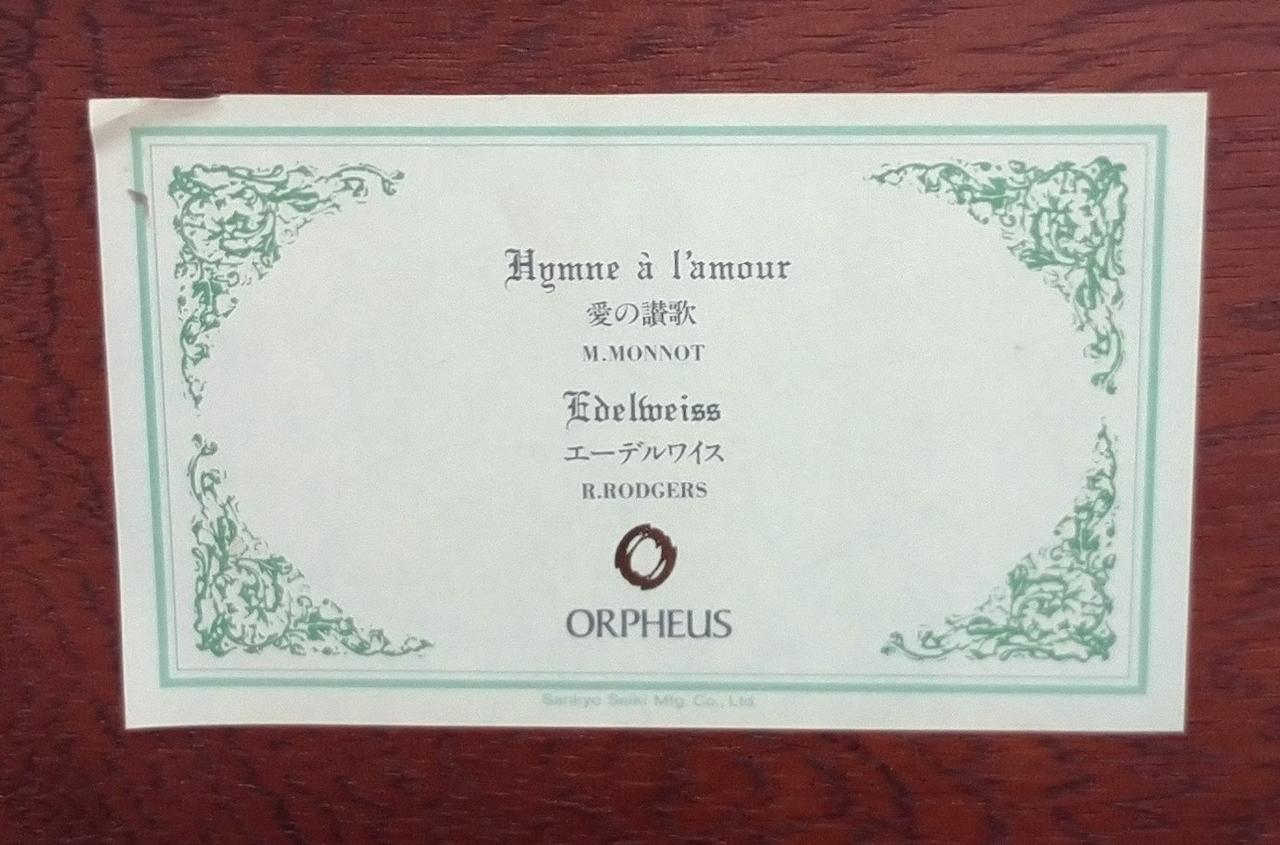 Hymne à l'amour
愛の讃歌
M.MONNOT
Edelweiss
エーデルワイス
R.RODGERS
ORPHEUS
Sankyo Seiki Mfg. Co., Ltd.